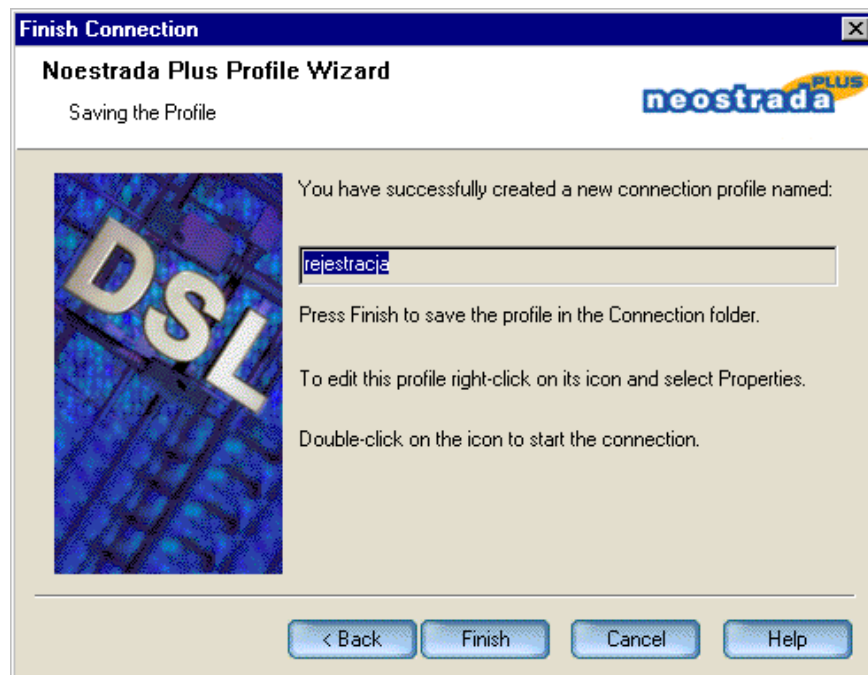 Finish Connection
Noestrada Plus Profile Wizard
Saving the Profile
neostrada PLUS
DSL
You have successfully created a new connection profile named:
rejestracja
Press Finish to save the profile in the Connection folder.
To edit this profile right-click on its icon and select Properties.
Double-click on the icon to start the connection.
< Back Finish Cancel Help